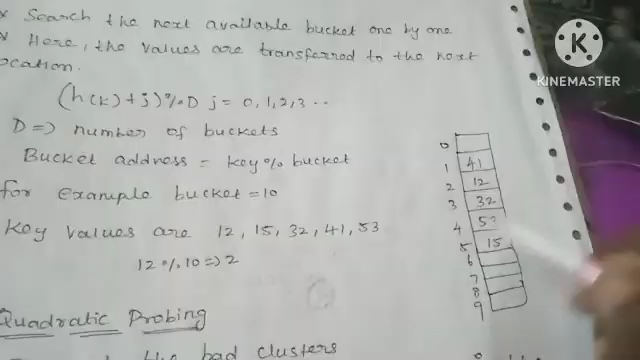 * Search the next available bucket one by one
* Here, the values are transferred to the next
ocation.
(h(k) + j) % D j = 0, 1, 2, 3 ...
D => number of buckets
Bucket address = key % bucket
for example bucket = 10
Key values are 12, 15, 32, 41, 53
12 % 10 => 2
Quadratic Probing
the bad clusters
0
1 41
2 12
3 32
4 53
5 15
6
7
8
9
K
KINEMASTER